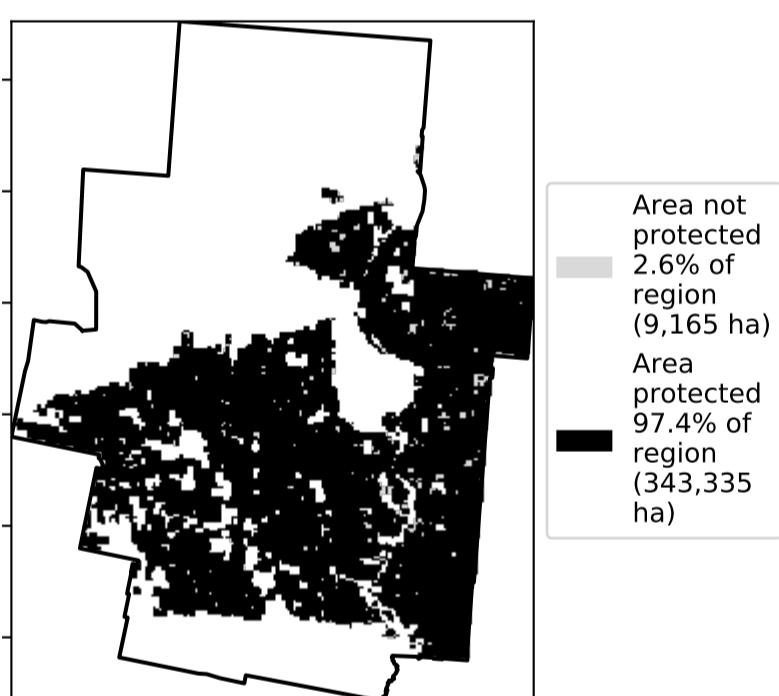 Area not
protected
2.6% of
region
(9,165 ha)
Area
protected
97.4% of
region
(343,335
ha)